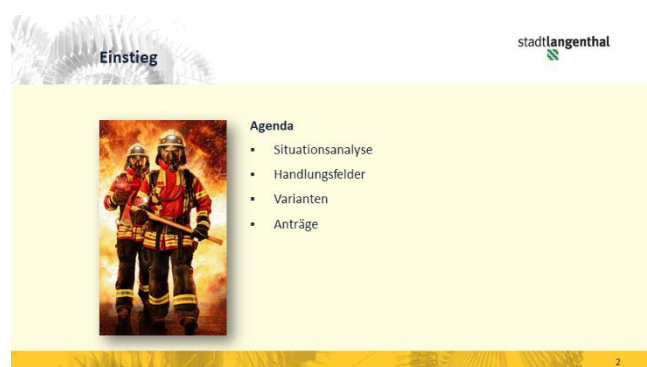 Einstieg
stadtlangenthal
Agenda
▪ Situationsanalyse
▪ Handlungsfelder
▪ Varianten
▪ Anträge
2